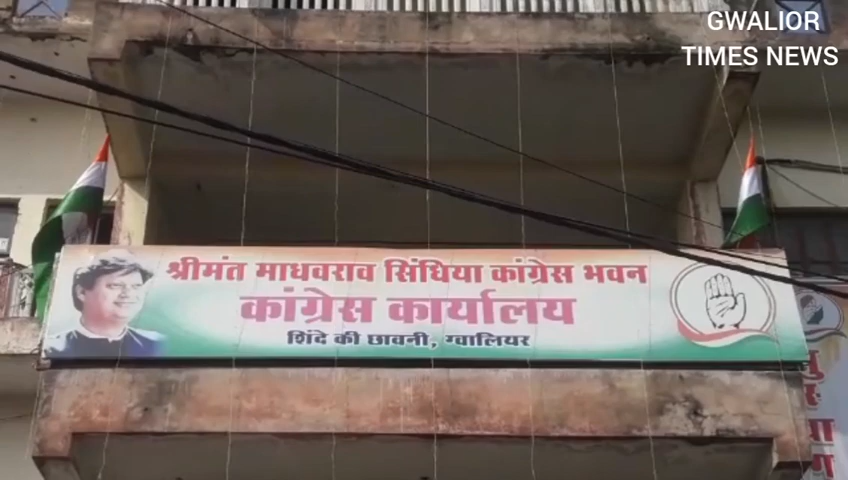 GWALIOR
TIMES NEWS
श्रीमंत माधवराव सिंधिया कांग्रेस भवन
कांग्रेस कार्यालय
शिंदे की छावनी, ग्वालियर